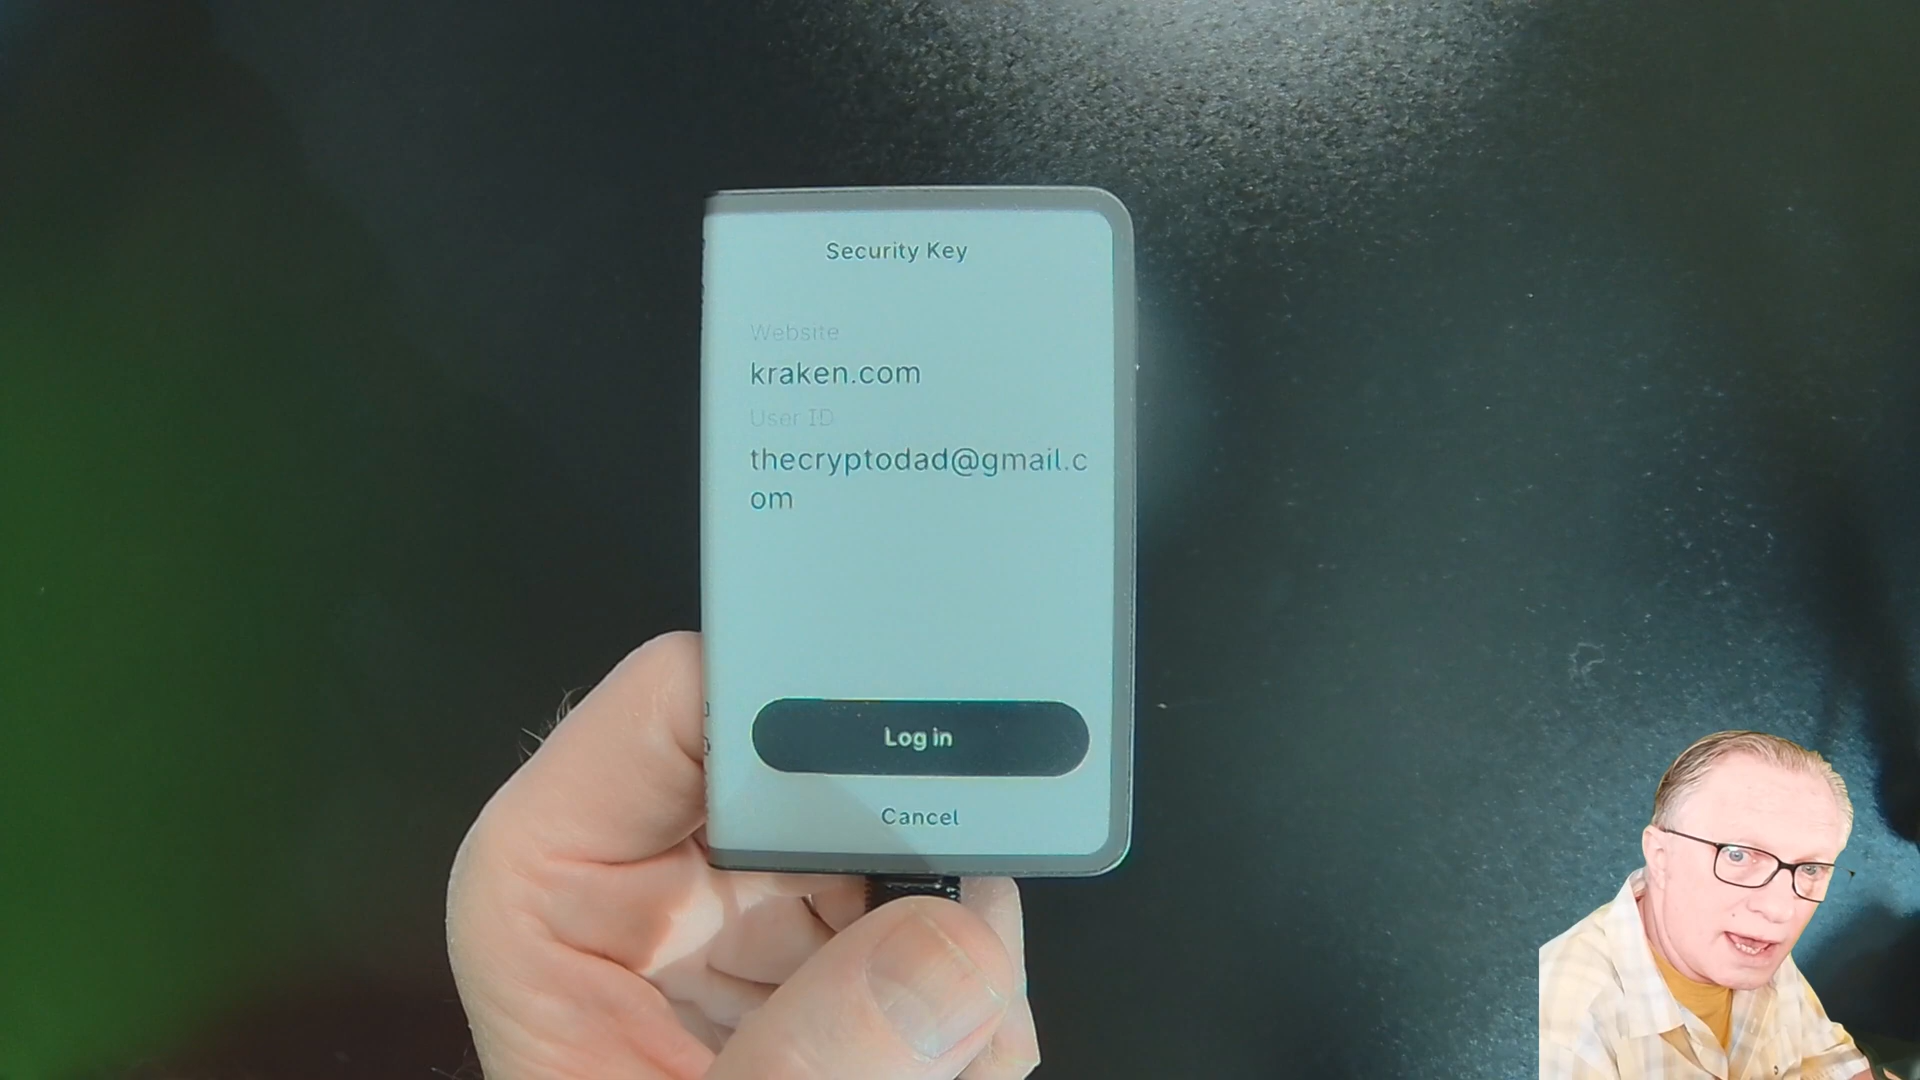 Security Key
Website
kraken.com
User ID
thecryptodad@gmail.c
om
Log in
Cancel